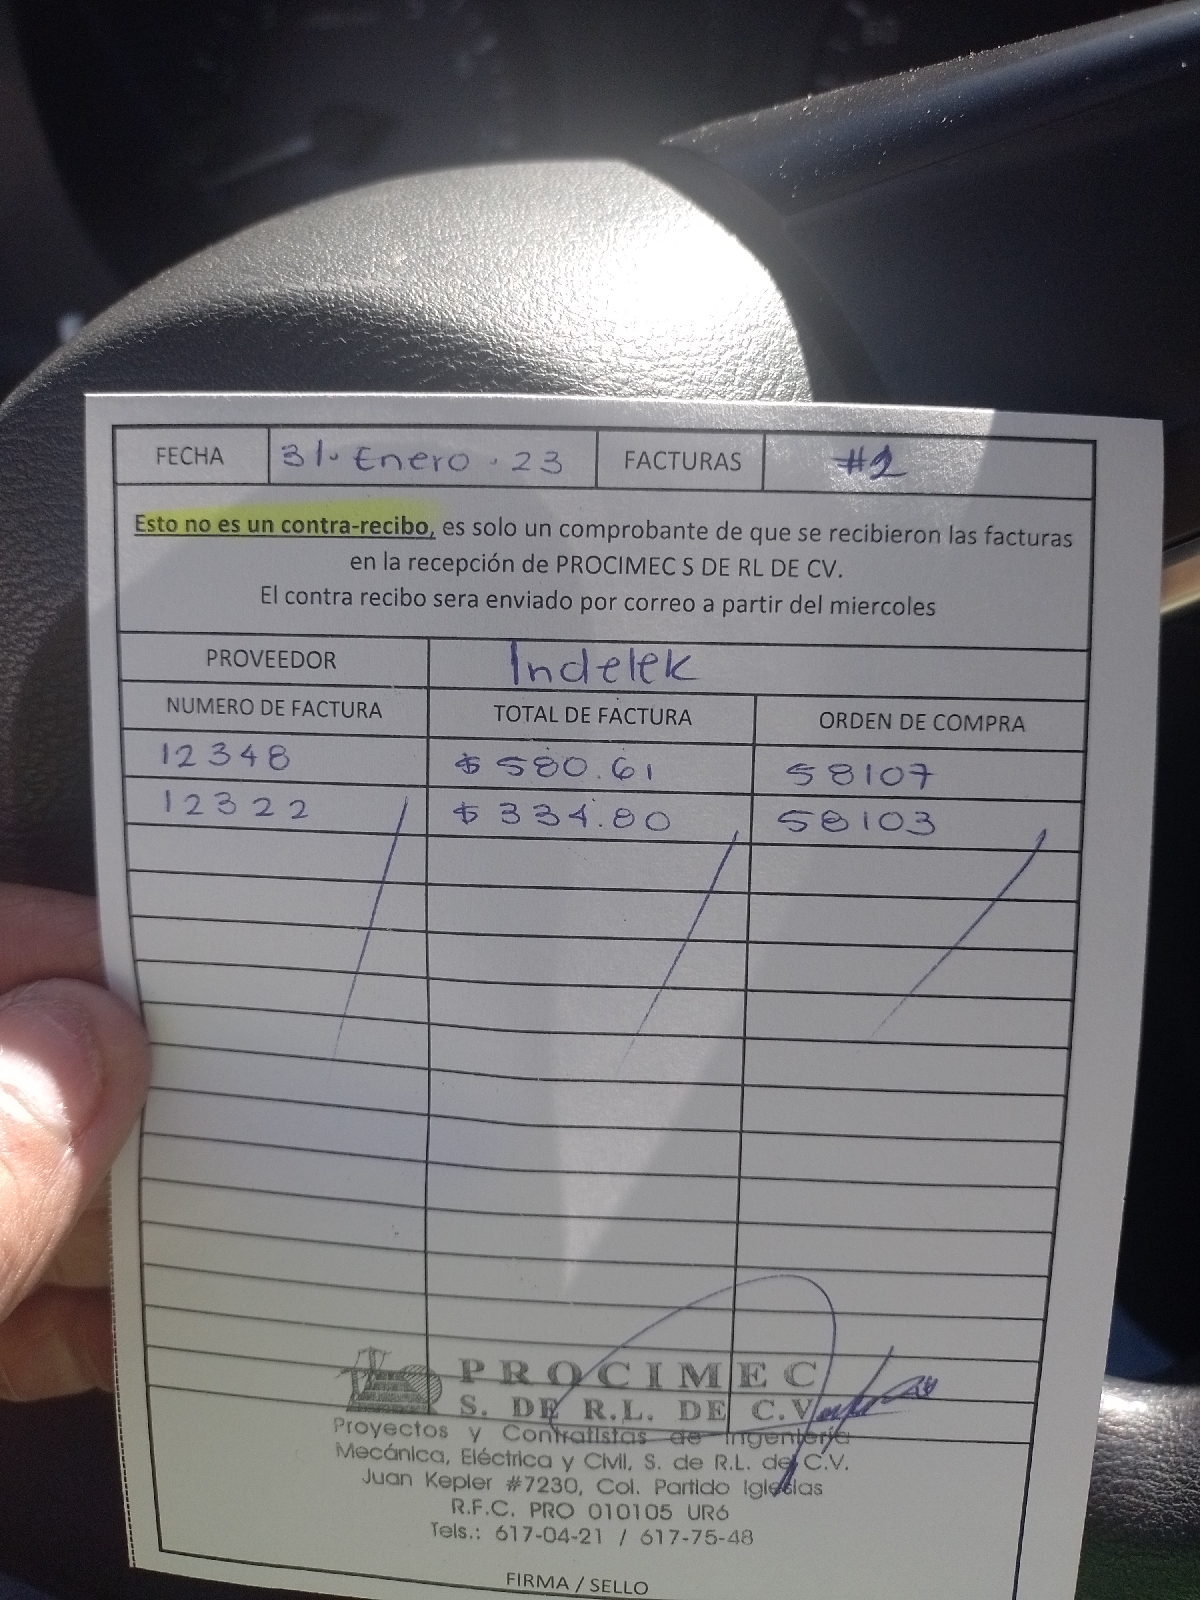 FECHA 31. Enero. 23 FACTURAS #2
Esto no es un contra-recibo, es solo un comprobante de que se recibieron las facturas
en la recepción de PROCIMEC S DE RL DE CV.
El contra recibo sera enviado por correo a partir del miercoles
PROVEEDOR Indelek
NUMERO DE FACTURA TOTAL DE FACTURA ORDEN DE COMPRA
12348 $580.61 58107
12322 $334.80 58103
PROCIMEC
S. DE R.L. DE C.V.
Proyectos y Contratistas de Ingeniería
Mecánica, Eléctrica y Civil, S. de R.L. de C.V.
Juan Kepler #7230, Col. Partido Iglesias
R.F.C. PRO 010105 UR6
Tels.: 617-04-21 / 617-75-48
FIRMA / SELLO